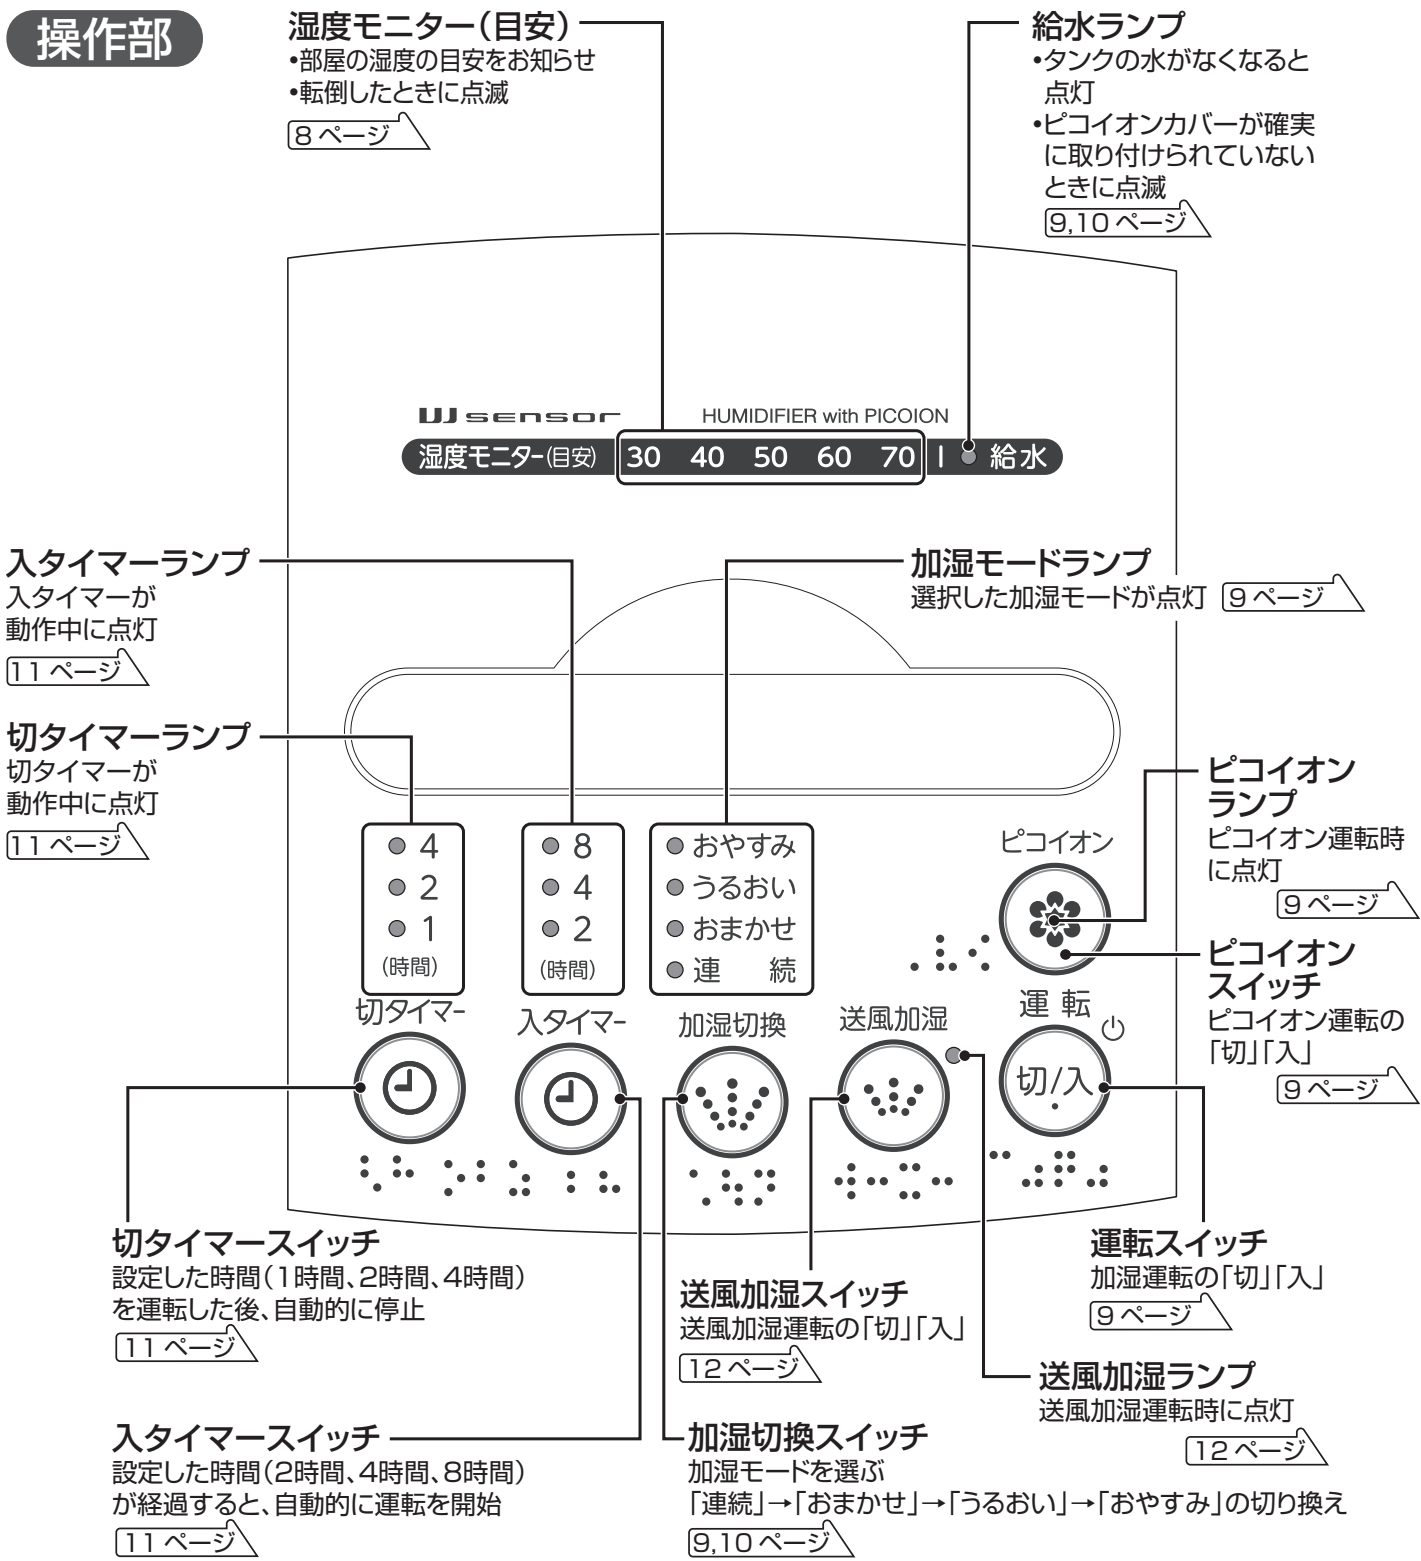 操作部
湿度モニター(目安)
•部屋の湿度の目安をお知らせ
•転倒したときに点滅
8 ページ
給水ランプ
•タンクの水がなくなると
点灯
•ピコイオンカバーが確実
に取り付けられていない
ときに点滅
9,10 ページ
UJ sensor HUMIDIFIER with PICOION
湿度モニター(目安) 30 40 50 60 70 | 給水
入タイマーランプ
入タイマーが
動作中に点灯
11 ページ
加湿モードランプ
選択した加湿モードが点灯 9 ページ
切タイマーランプ
切タイマーが
動作中に点灯
11 ページ
ピコイオン
ランプ
ピコイオン運転時
に点灯
9 ページ
ピコイオン
スイッチ
ピコイオン運転の
「切」「入」
9 ページ
4
2
1
(時間)
切タイマー
8
4
2
(時間)
入タイマー
おやすみ
うるおい
おまかせ
連 続
加湿切換
送風加湿
ピコイオン
運 転
切/入
切タイマースイッチ
設定した時間(1時間、2時間、4時間)
を運転した後、自動的に停止
11 ページ
送風加湿スイッチ
送風加湿運転の「切」「入」
12 ページ
運転スイッチ
加湿運転の「切」「入」
9 ページ
送風加湿ランプ
送風加湿運転時に点灯
12 ページ
入タイマースイッチ
設定した時間(2時間、4時間、8時間)
が経過すると、自動的に運転を開始
11 ページ
加湿切換スイッチ
加湿モードを選ぶ
「連続」→「おまかせ」→「うるおい」→「おやすみ」の切り換え
9,10 ページ